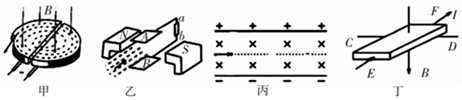 B
甲
N
a
b
S
乙
+ + + +
× × × ×
× × × ×
- - - -
丙
F
I
C
D
E
B
丁